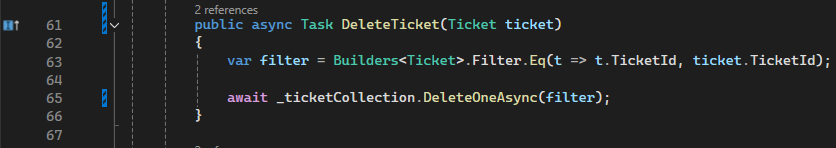 2 references
61 public async Task DeleteTicket(Ticket ticket)
62 {
63 var filter = Builders<Ticket>.Filter.Eq(t => t.TicketId, ticket.TicketId);
64
65 await _ticketCollection.DeleteOneAsync(filter);
66 }
67